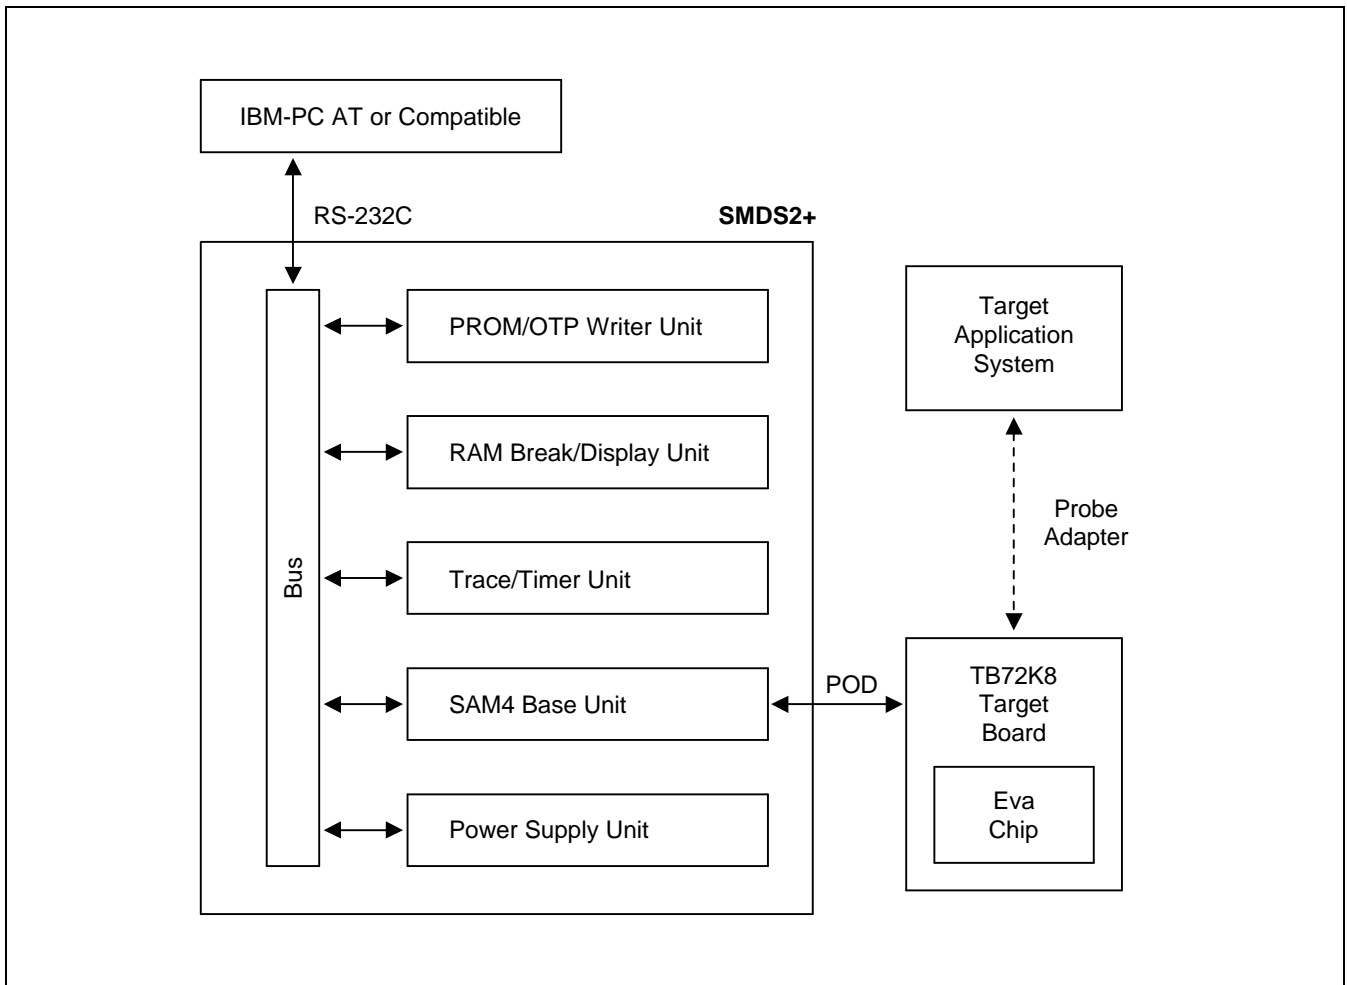 IBM-PC AT or Compatible
RS-232C
SMDS2+
PROM/OTP Writer Unit
RAM Break/Display Unit
Trace/Timer Unit
SAM4 Base Unit
Power Supply Unit
Bus
POD
Target
Application
System
Probe
Adapter
TB72K8
Target
Board
Eva
Chip